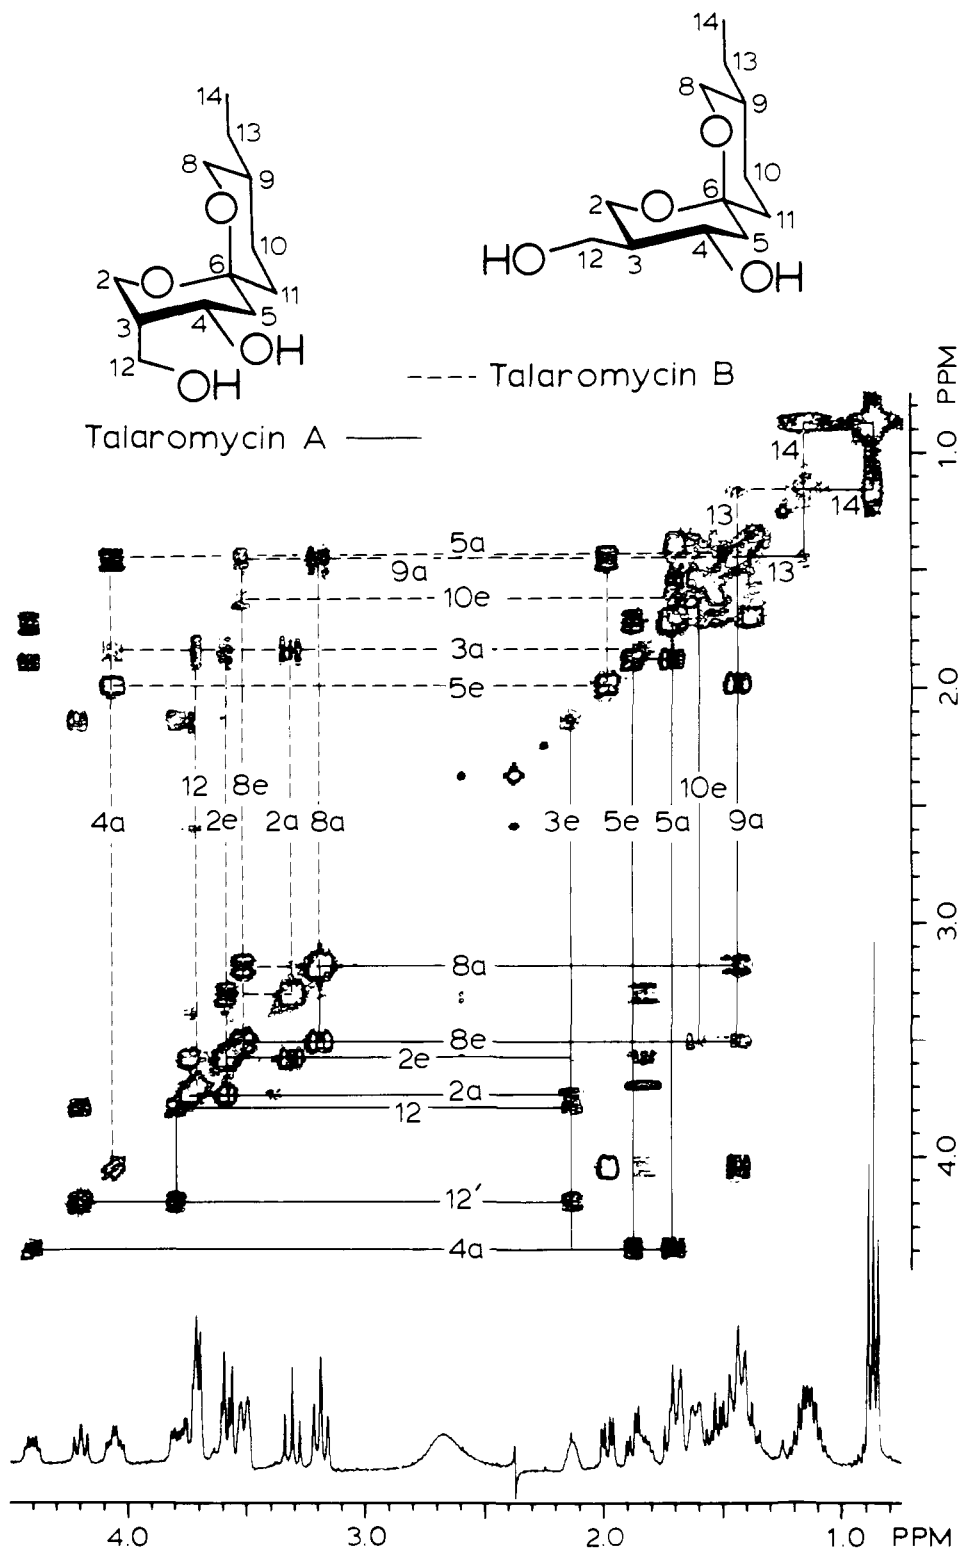 14
13
8
9
O
10
6
2
O
11
5
4
3
12
HO
OH
14
13
8
9
O
10
6
2
O
11
5
4
3
12
OH
OH
---- Talaromycin B
Talaromycin A ——
PPM
1.0
2.0
3.0
4.0
14
14
13
13
5a
9a
10e
3a
5e
12
8e
10e
4a
2e
2a
8a
3e
5e
5a
9a
8a
8e
2e
2a
12
12′
4a
4.0 3.0 2.0 1.0 PPM